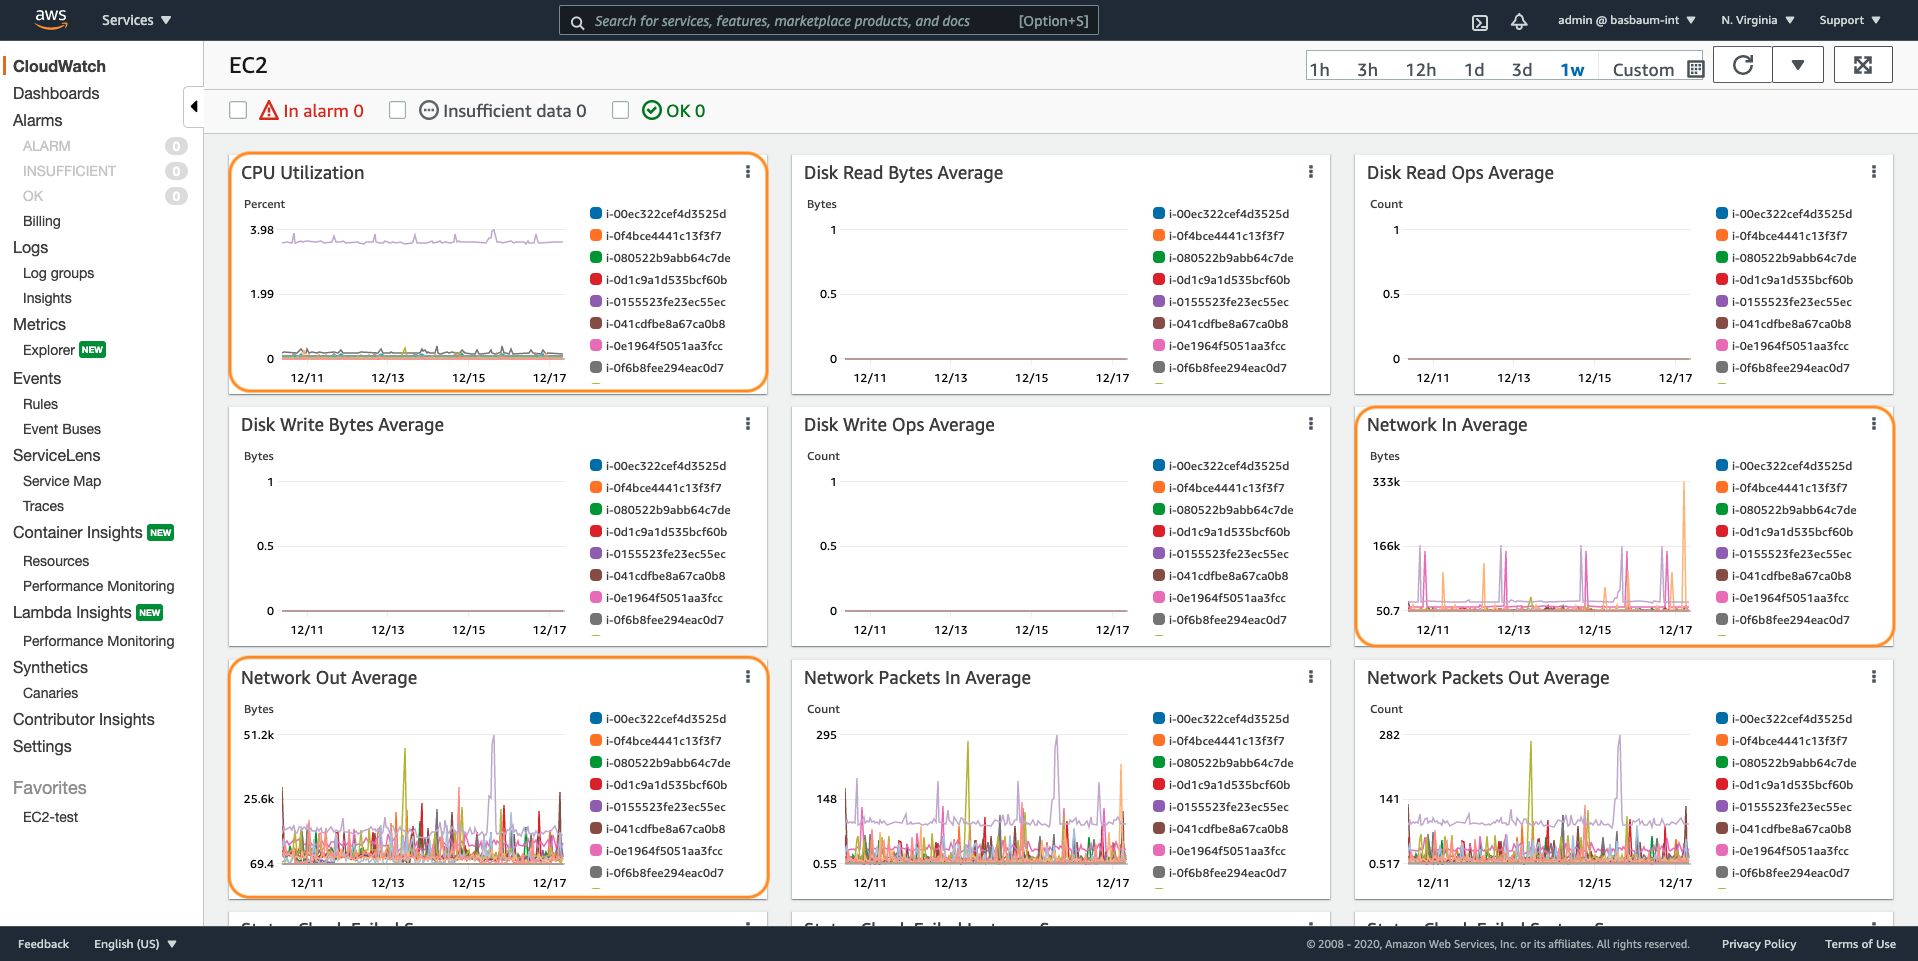 aws
Services
Search for services, features, marketplace products, and docs [Option+S]
admin @ basbaum-int
N. Virginia
Support
CloudWatch
Dashboards
Alarms
ALARM 0
INSUFFICIENT 0
OK 0
Billing
Logs
Log groups
Insights
Metrics
Explorer NEW
Events
Rules
Event Buses
ServiceLens
Service Map
Traces
Container Insights NEW
Resources
Performance Monitoring
Lambda Insights NEW
Performance Monitoring
Synthetics
Canaries
Contributor Insights
Settings
Favorites
EC2-test
EC2
1h 3h 12h 1d 3d 1w Custom
In alarm 0
Insufficient data 0
OK 0
CPU Utilization
Percent
3.98
1.99
0
12/11 12/13 12/15 12/17
i-00ec322cef4d3525d
i-0f4bce4441c13f3f7
i-080522b9abb64c7de
i-0d1c9a1d535bcf60b
i-0155523fe23ec55ec
i-041cdfbe8a67ca0b8
i-0e1964f5051aa3fcc
i-0f6b8fee294eac0d7
Disk Read Bytes Average
Bytes
1
0.5
0
12/11 12/13 12/15 12/17
i-00ec322cef4d3525d
i-0f4bce4441c13f3f7
i-080522b9abb64c7de
i-0d1c9a1d535bcf60b
i-0155523fe23ec55ec
i-041cdfbe8a67ca0b8
i-0e1964f5051aa3fcc
i-0f6b8fee294eac0d7
Disk Read Ops Average
Count
1
0.5
0
12/11 12/13 12/15 12/17
i-00ec322cef4d3525d
i-0f4bce4441c13f3f7
i-080522b9abb64c7de
i-0d1c9a1d535bcf60b
i-0155523fe23ec55ec
i-041cdfbe8a67ca0b8
i-0e1964f5051aa3fcc
i-0f6b8fee294eac0d7
Disk Write Bytes Average
Bytes
1
0.5
0
12/11 12/13 12/15 12/17
i-00ec322cef4d3525d
i-0f4bce4441c13f3f7
i-080522b9abb64c7de
i-0d1c9a1d535bcf60b
i-0155523fe23ec55ec
i-041cdfbe8a67ca0b8
i-0e1964f5051aa3fcc
i-0f6b8fee294eac0d7
Disk Write Ops Average
Count
1
0.5
0
12/11 12/13 12/15 12/17
i-00ec322cef4d3525d
i-0f4bce4441c13f3f7
i-080522b9abb64c7de
i-0d1c9a1d535bcf60b
i-0155523fe23ec55ec
i-041cdfbe8a67ca0b8
i-0e1964f5051aa3fcc
i-0f6b8fee294eac0d7
Network In Average
Bytes
333k
166k
50.7
12/11 12/13 12/15 12/17
i-00ec322cef4d3525d
i-0f4bce4441c13f3f7
i-080522b9abb64c7de
i-0d1c9a1d535bcf60b
i-0155523fe23ec55ec
i-041cdfbe8a67ca0b8
i-0e1964f5051aa3fcc
i-0f6b8fee294eac0d7
Network Out Average
Bytes
51.2k
25.6k
69.4
12/11 12/13 12/15 12/17
i-00ec322cef4d3525d
i-0f4bce4441c13f3f7
i-080522b9abb64c7de
i-0d1c9a1d535bcf60b
i-0155523fe23ec55ec
i-041cdfbe8a67ca0b8
i-0e1964f5051aa3fcc
i-0f6b8fee294eac0d7
Network Packets In Average
Count
295
148
0.55
12/11 12/13 12/15 12/17
i-00ec322cef4d3525d
i-0f4bce4441c13f3f7
i-080522b9abb64c7de
i-0d1c9a1d535bcf60b
i-0155523fe23ec55ec
i-041cdfbe8a67ca0b8
i-0e1964f5051aa3fcc
i-0f6b8fee294eac0d7
Network Packets Out Average
Count
282
141
0.517
12/11 12/13 12/15 12/17
i-00ec322cef4d3525d
i-0f4bce4441c13f3f7
i-080522b9abb64c7de
i-0d1c9a1d535bcf60b
i-0155523fe23ec55ec
i-041cdfbe8a67ca0b8
i-0e1964f5051aa3fcc
i-0f6b8fee294eac0d7
Feedback
English (US)
© 2008 - 2020, Amazon Web Services, Inc. or its affiliates. All rights reserved.
Privacy Policy
Terms of Use